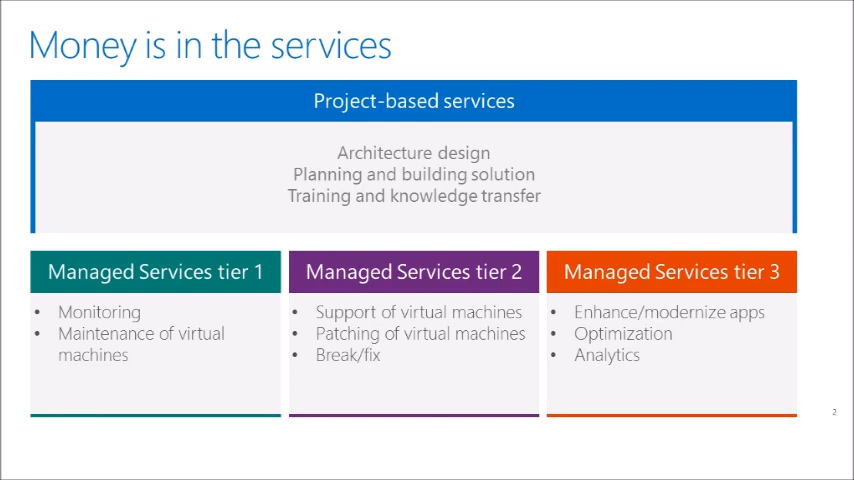 Money is in the services
Project-based services
Architecture design
Planning and building solution
Training and knowledge transfer
Managed Services tier 1
• Monitoring
• Maintenance of virtual
machines
Managed Services tier 2
• Support of virtual machines
• Patching of virtual machines
• Break/fix
Managed Services tier 3
• Enhance/modernize apps
• Optimization
• Analytics
2